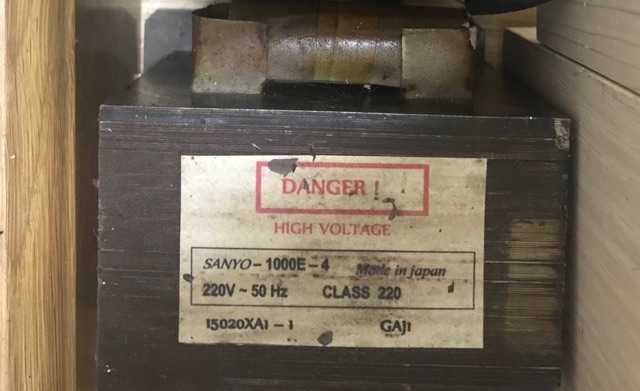 DANGER !
HIGH VOLTAGE
SANYO - 1000E - 4 Made in japan
220V ~ 50 Hz CLASS 220
15020XA1 - 1 GAJ1